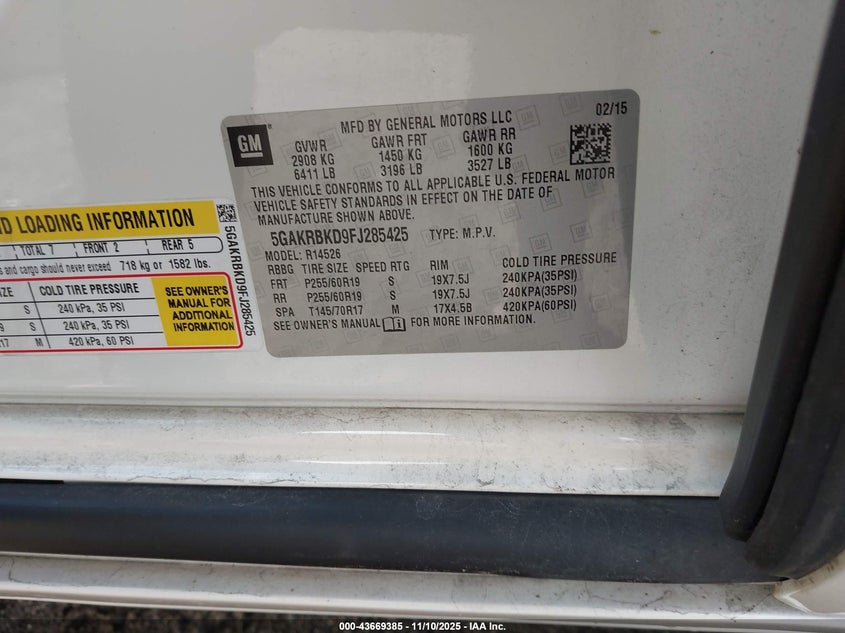 MFD BY GENERAL MOTORS LLC
02/15
GM
GVWR GAWR FRT GAWR RR
2908 KG 1450 KG 1600 KG
6411 LB 3196 LB 3527 LB
THIS VEHICLE CONFORMS TO ALL APPLICABLE U.S. FEDERAL MOTOR
VEHICLE SAFETY STANDARDS IN EFFECT ON THE DATE OF
MANUFACTURE SHOWN ABOVE.
5GAKRBKD9FJ285425 TYPE: M.P.V.
MODEL: R14526
RBBG TIRE SIZE SPEED RTG RIM COLD TIRE PRESSURE
FRT P255/60R19 S 19X7.5J 240KPA(35PSI)
RR P255/60R19 S 19X7.5J 240KPA(35PSI)
SPA T145/70R17 M 17X4.5B 420KPA(60PSI)
SEE OWNER'S MANUAL FOR MORE INFORMATION.
LOADING INFORMATION
TAL 7 FRONT 2 REAR 5
and cargo should never exceed 718 kg or 1582 lbs.
COLD TIRE PRESSURE
S 240 kPa, 35 PSI
S 240 kPa, 35 PSI
M 420 kPa, 60 PSI
SEE OWNER'S
MANUAL FOR
ADDITIONAL
INFORMATION
5GAKRBKD9FJ285425
000-43669385 - 11/10/2025 - IAA Inc.